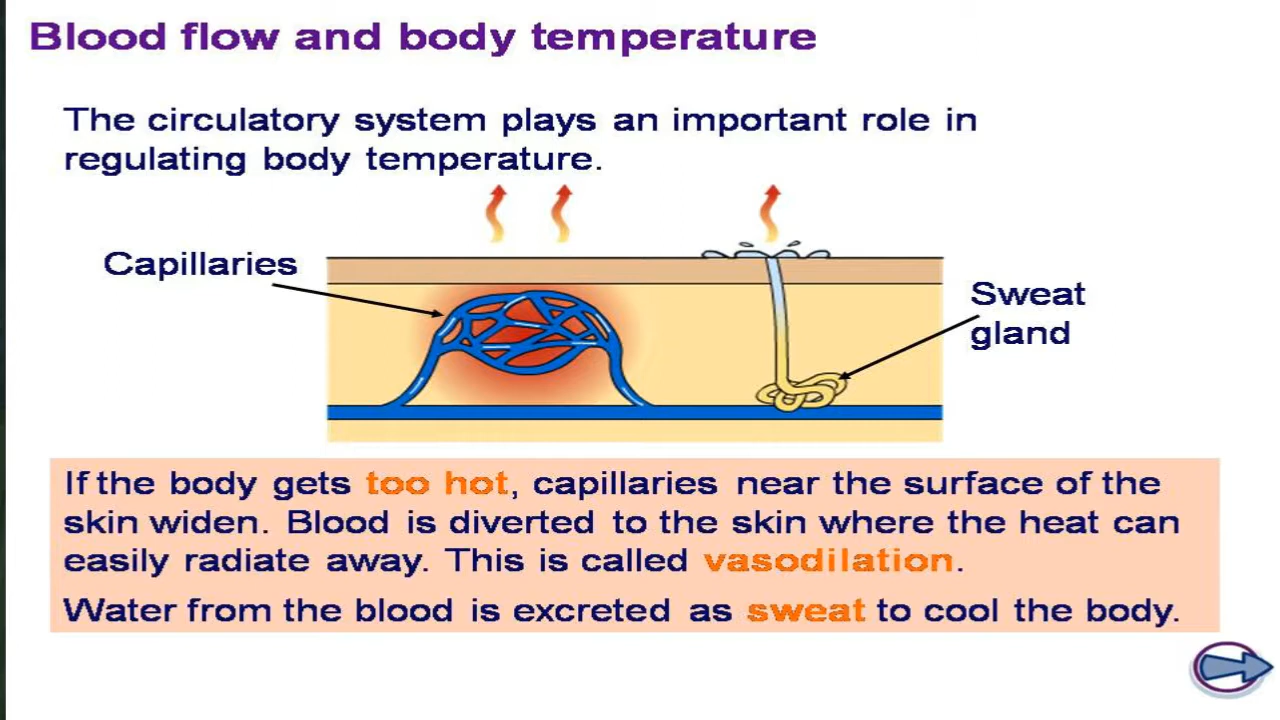 Blood flow and body temperature
The circulatory system plays an important role in
regulating body temperature.
Capillaries
Sweat
gland
If the body gets too hot, capillaries near the surface of the
skin widen. Blood is diverted to the skin where the heat can
easily radiate away. This is called vasodilation.
Water from the blood is excreted as sweat to cool the body.